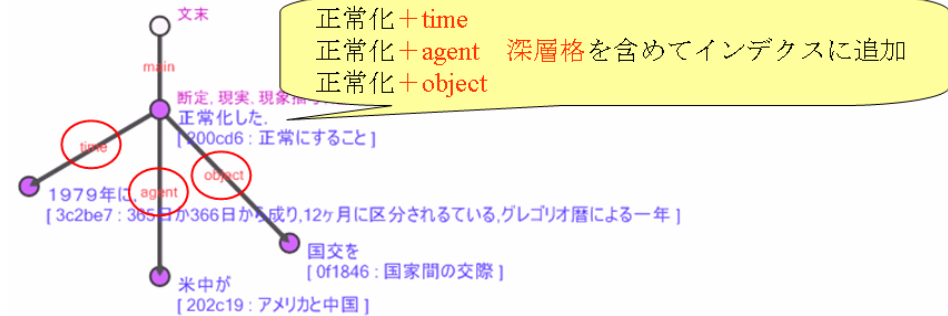 文末
正常化+time
正常化+agent 深層格を含めてインデクスに追加
正常化+object
main
断定, 現実, 現象
正常化した.
[200cd6 : 正常にすること]
time
agent
object
1979年に,
[3c2be7 : 365日か366日から成り,12ヶ月に区分されるている,グレゴリオ暦による一年 ]
国交を
[0f1846 : 国家間の交際 ]
米中が
[202c19 : アメリカと中国 ]